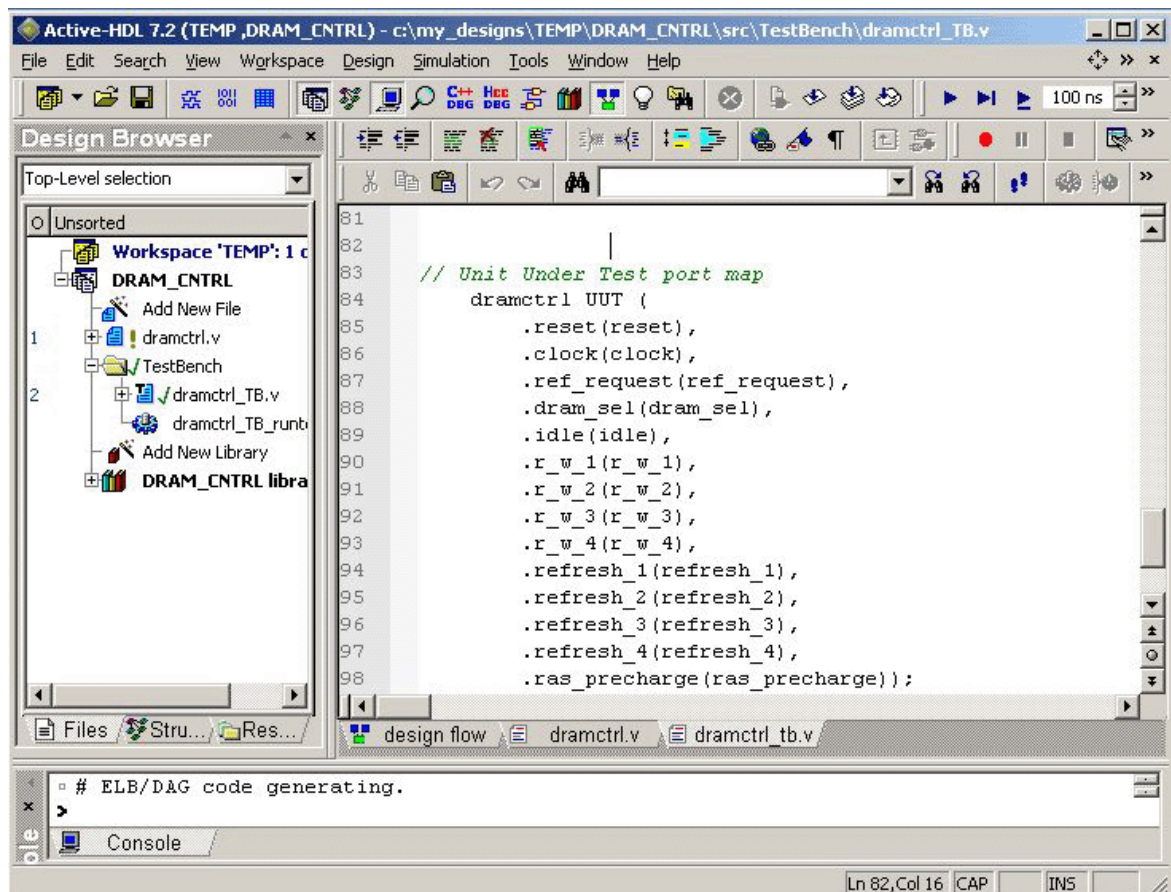 Active-HDL 7.2 (TEMP ,DRAM_CNTRL) - c:\my_designs\TEMP\DRAM_CNTRL\src\TestBench\dramctrl_TB.v
File Edit Search View Workspace Design Simulation Tools Window Help
C++ DBG HEC DBG 100 ns
Design Browser
Top-Level selection
O Unsorted
Workspace 'TEMP': 1 d
DRAM_CNTRL
Add New File
1 dramctrl.v
TestBench
2 dramctrl_TB.v
dramctrl_TB_runt
Add New Library
DRAM_CNTRL libra
Files Stru... Res...
81
82
83 // Unit Under Test port map
84 dramctrl UUT (
85 .reset(reset),
86 .clock(clock),
87 .ref_request(ref_request),
88 .dram_sel(dram_sel),
89 .idle(idle),
90 .r_w_1(r_w_1),
91 .r_w_2(r_w_2),
92 .r_w_3(r_w_3),
93 .r_w_4(r_w_4),
94 .refresh_1(refresh_1),
95 .refresh_2(refresh_2),
96 .refresh_3(refresh_3),
97 .refresh_4(refresh_4),
98 .ras_precharge(ras_precharge));
design flow dramctrl.v dramctrl_tb.v
# ELB/DAG code generating.
>
Console
Ln 82,Col 16 CAP INS